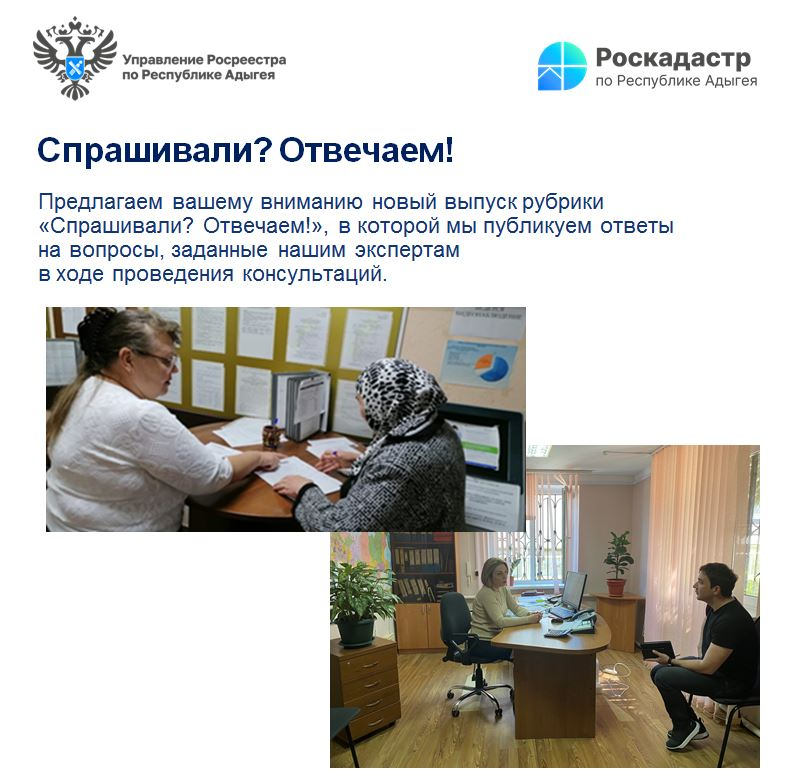 Управление Росреестра
по Республике Адыгея
Роскадастр
по Республике Адыгея
Спрашивали? Отвечаем!
Предлагаем вашему вниманию новый выпуск рубрики
«Спрашивали? Отвечаем!», в которой мы публикуем ответы
на вопросы, заданные нашим экспертам
в ходе проведения консультаций.
ВИДЕОНАБЛЮДЕНИЕ